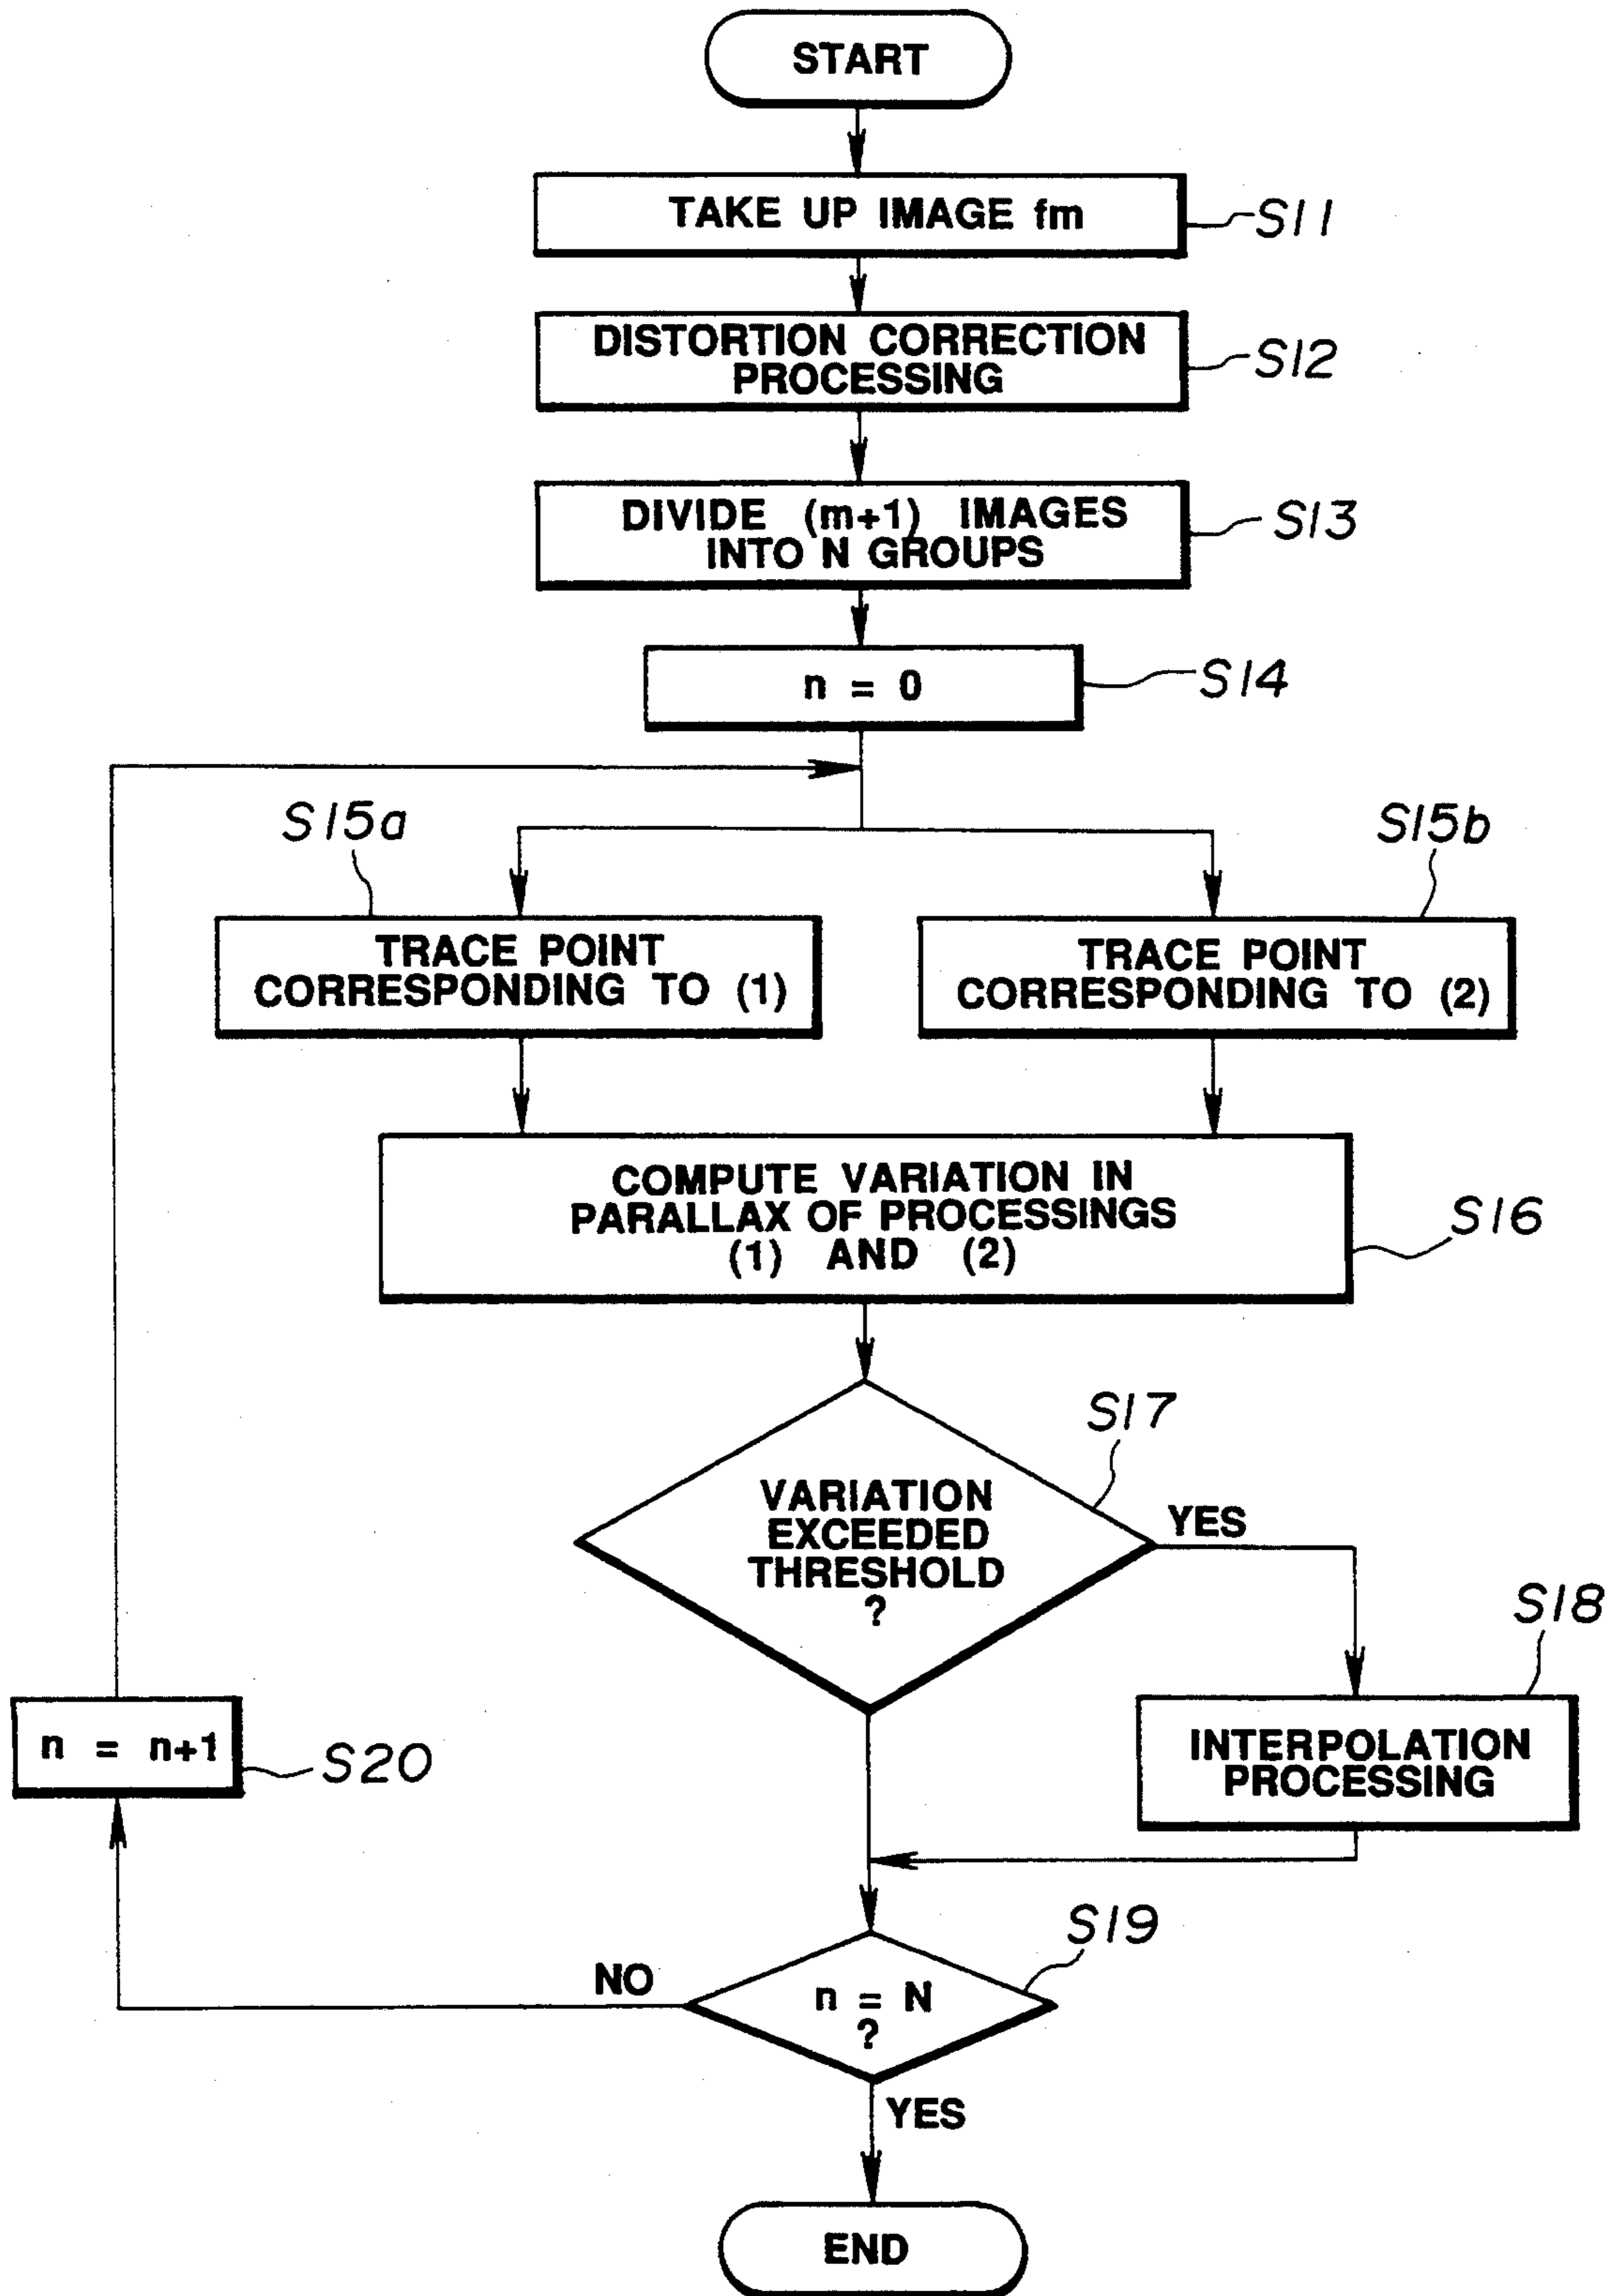 START
TAKE UP IMAGE fm
S11
DISTORTION CORRECTION
PROCESSING
S12
DIVIDE (m+1) IMAGES
INTO N GROUPS
S13
n = 0
S14
S15a
S15b
TRACE POINT
CORRESPONDING TO (1)
TRACE POINT
CORRESPONDING TO (2)
COMPUTE VARIATION IN
PARALLAX OF PROCESSINGS
(1) AND (2)
S16
S17
VARIATION
EXCEEDED
THRESHOLD
?
YES
S18
INTERPOLATION
PROCESSING
n = n+1
S20
S19
NO
n = N
?
YES
END